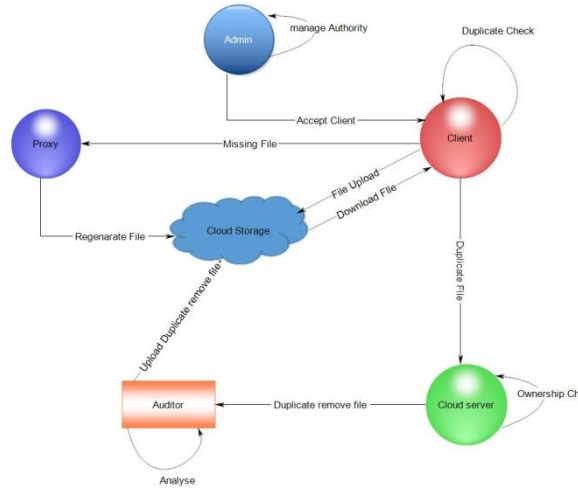 manage Authority
Admin
Duplicate Check
Accept Client
Proxy
Missing File
Client
File Upload
Download FIle
Cloud Storage
Regenarate File
Duplicate File
Upload Duplicate remove file
Auditor
Duplicate remove file
Cloud server
Ownership Ch
Analyse